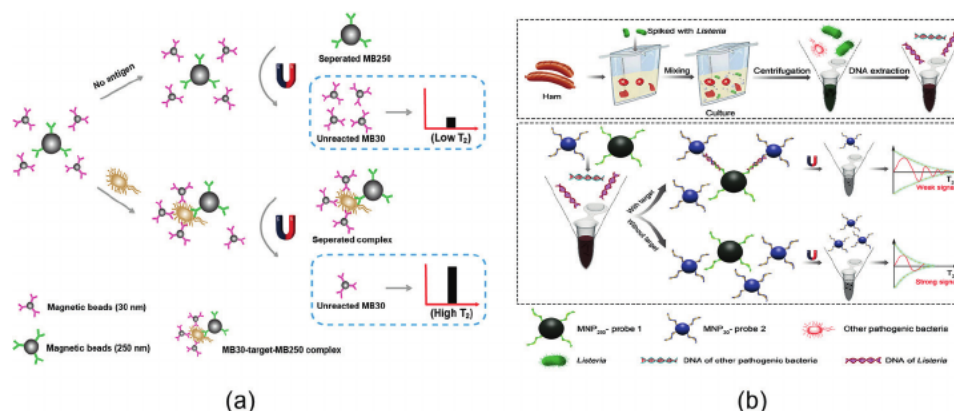 No antigen
Seperated MB250
Unreacted MB30
(Low T2)
Seperated complex
Unreacted MB30
(High T2)
Magnetic beads (30 nm)
Magnetic beads (250 nm)
MB30-target-MB250 complex
(a)
Spiked with Listeria
Ham
Mixing
Culture
Centrifugation
DNA extraction
With target
Without target
T2
Weak signal
T2
Strong signal
MNP250- probe 1
MNP30- probe 2
Other pathogenic bacteria
Listeria
DNA of other pathogenic bacteria
DNA of Listeria
(b)